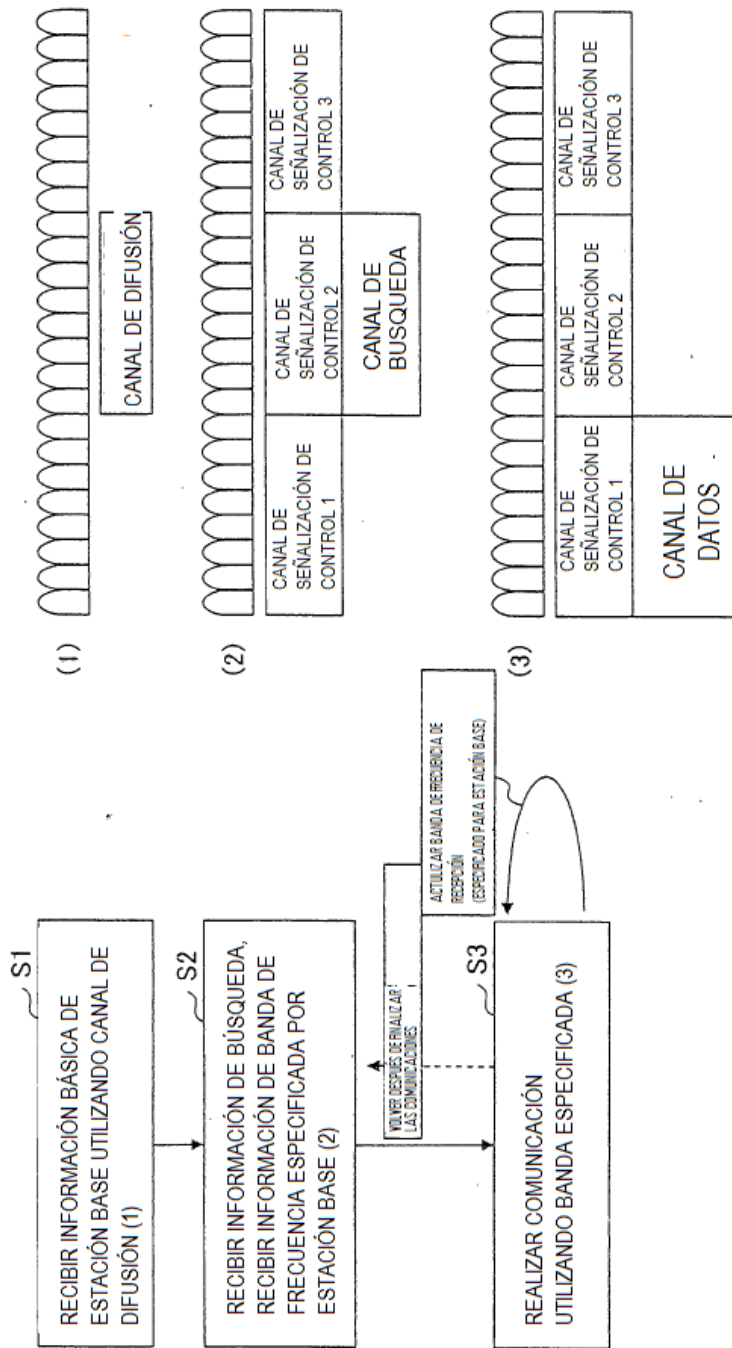 S1
RECIBIR INFORMACIÓN BÁSICA DE
ESTACIÓN BASE UTILIZANDO CANAL DE
DIFUSIÓN (1)
S2
RECIBIR INFORMACIÓN DE BÚSQUEDA,
RECIBIR INFORMACIÓN DE BANDA DE
FRECUENCIA ESPECIFICADA POR
ESTACIÓN BASE (2)
VOLVER DESPUÉS DE FINALIZAR
LAS COMUNICACIONES
ACTULIZAR BANDA DE FRECUENCIA DE
RECEPCIÓN
(ESPECIFICADO PARA ESTACIÓN BASE)
S3
REALIZAR COMUNICACIÓN
UTILIZANDO BANDA ESPECIFICADA (3)
(1)
CANAL DE DIFUSIÓN
(2)
CANAL DE
SEÑALIZACIÓN DE
CONTROL 1
CANAL DE
SEÑALIZACIÓN DE
CONTROL 2
CANAL DE
SEÑALIZACIÓN DE
CONTROL 3
CANAL DE
BUSQUEDA
(3)
CANAL DE
SEÑALIZACIÓN DE
CONTROL 1
CANAL DE
SEÑALIZACIÓN DE
CONTROL 2
CANAL DE
SEÑALIZACIÓN DE
CONTROL 3
CANAL DE
DATOS